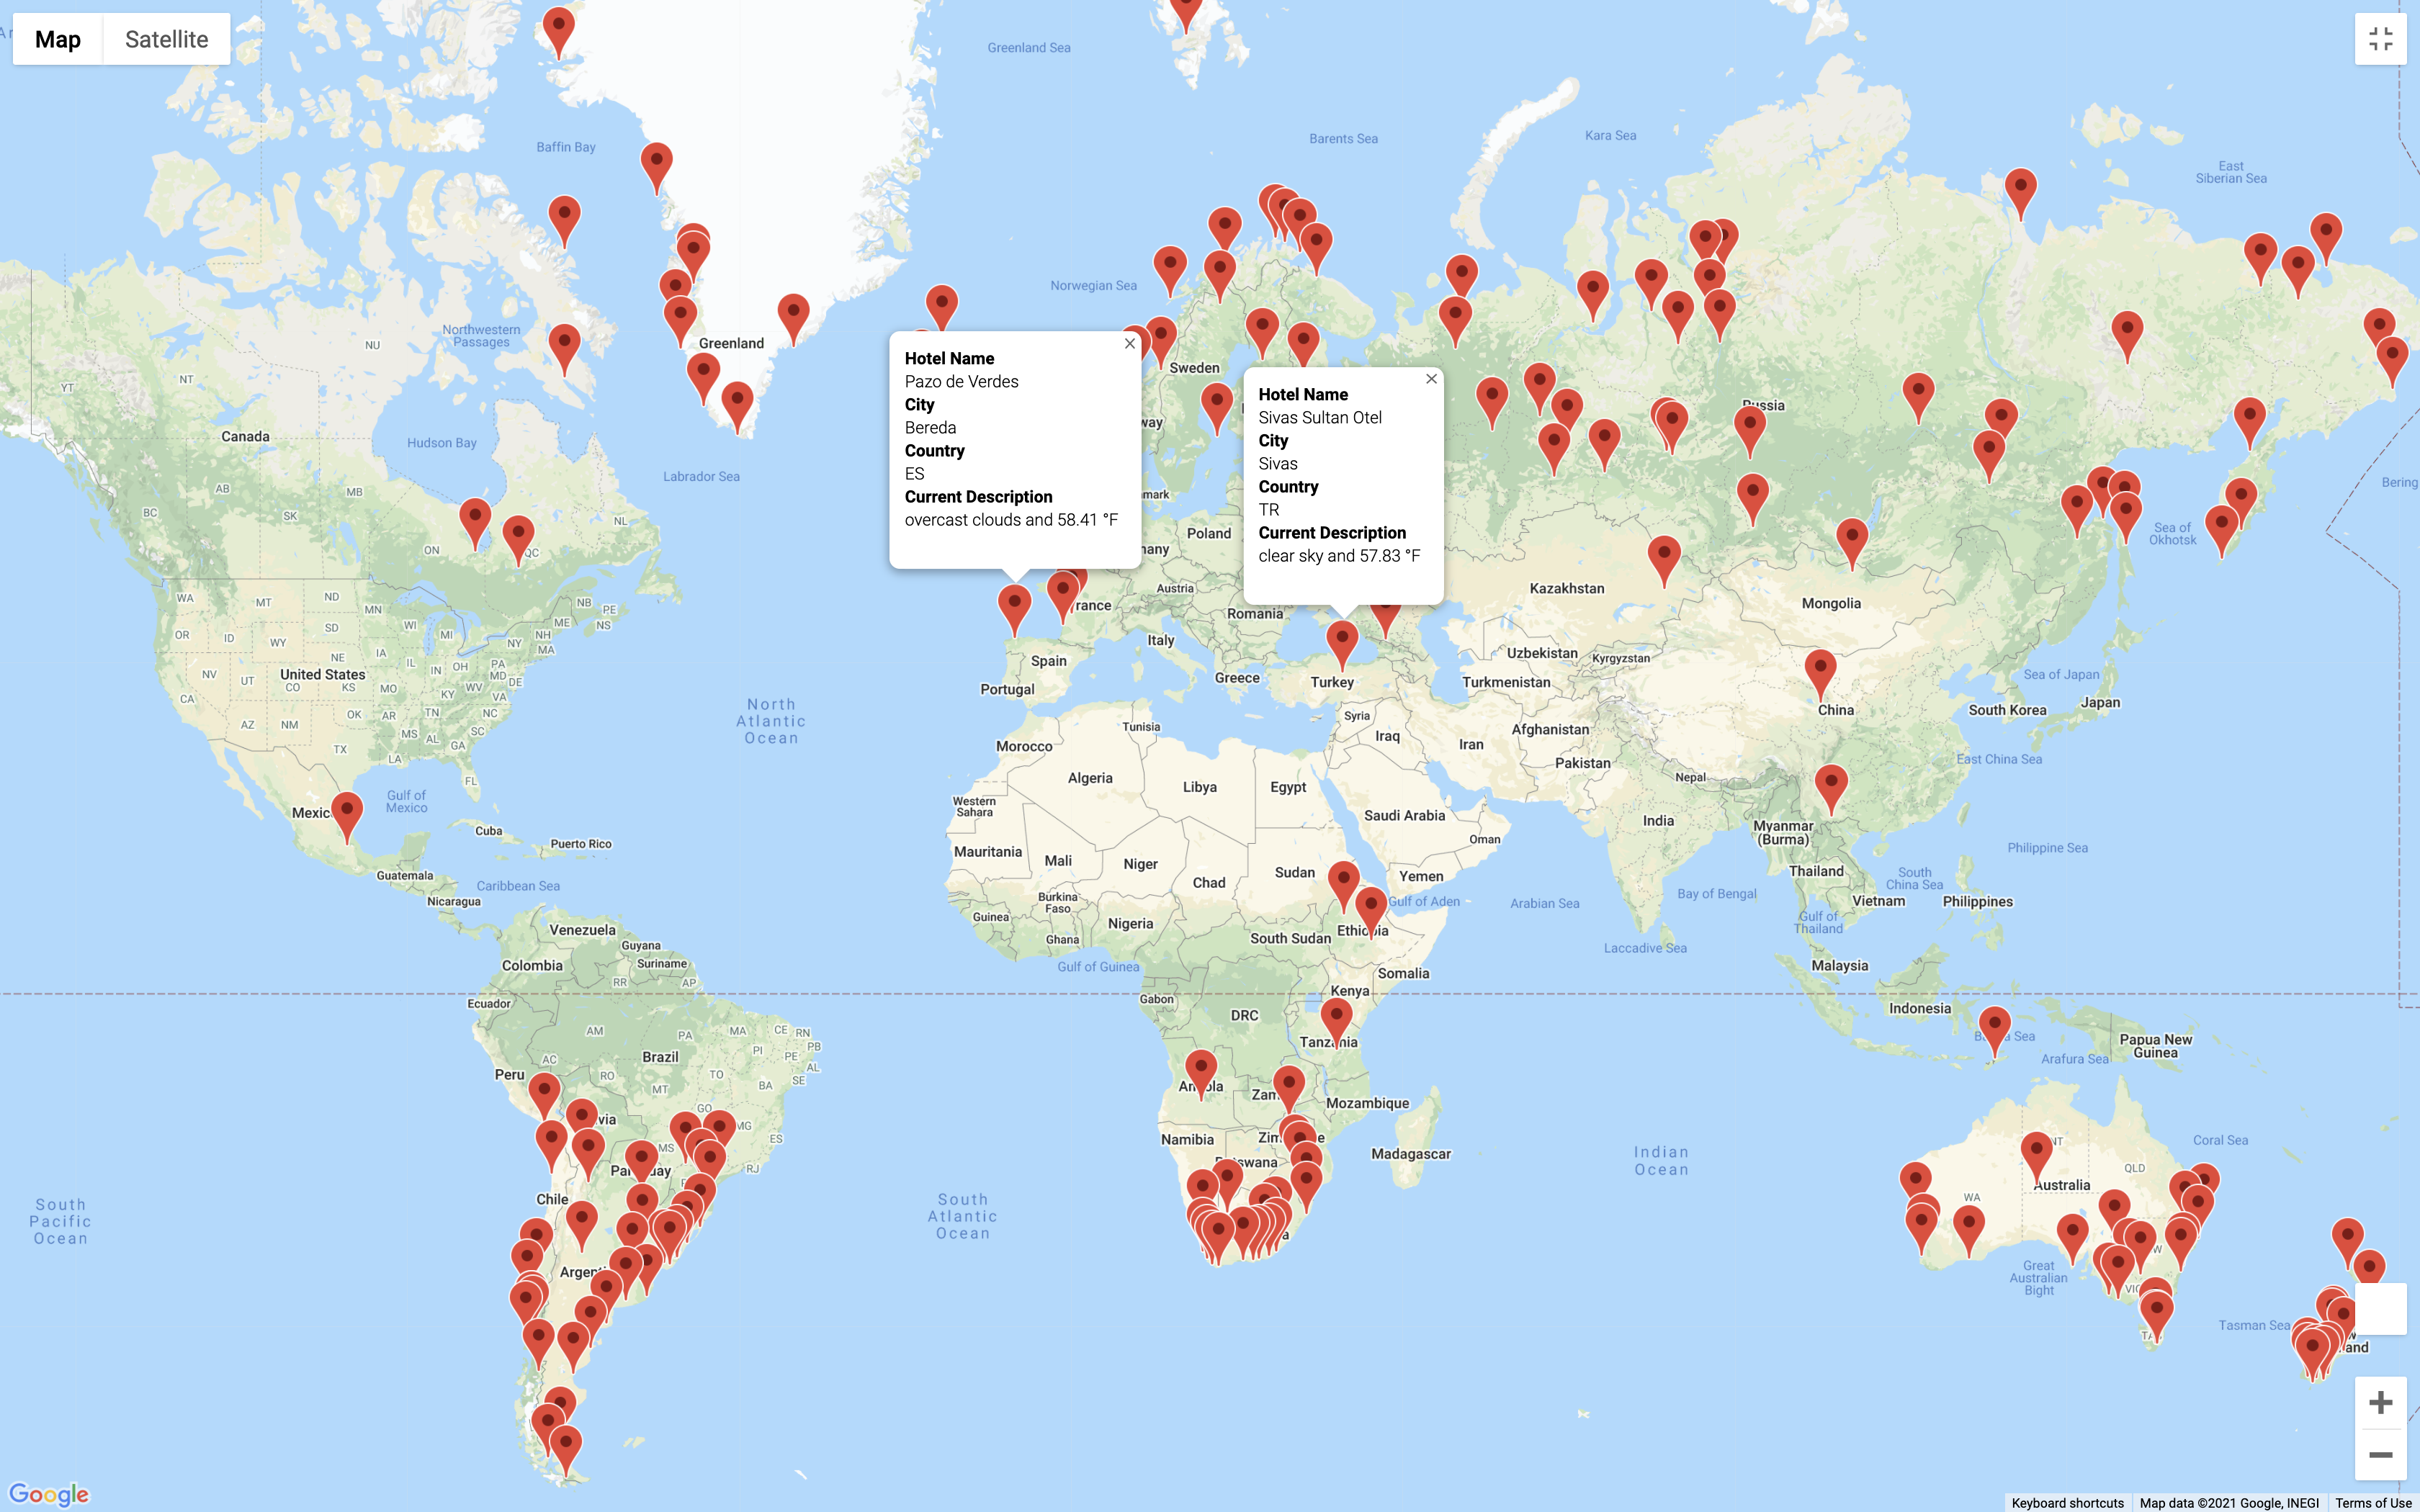 Map
Satellite
Greenland Sea
Barents Sea
Kara Sea
East
Siberian Sea
Baffin Bay
Norwegian Sea
Northwestern
Passages
NU
Greenland
YT
NT
Sweden
Canada
Hudson Bay
Labrador Sea
Russia
Bering
Hotel Name
Pazo de Verdes
City
Bereda
Country
ES
Current Description
overcast clouds and 58.41 °F
Hotel Name
Sivas Sultan Otel
City
Sivas
Country
TR
Current Description
clear sky and 57.83 °F
way
mark
many
AB
MB
BC
SK
ON
QC
NL
Poland
Sea of
Okhotsk
Austria
rance
Romania
Kazakhstan
Mongolia
WA
MT
ND
MN
NB
PE
NS
ME
OR
ID
WY
SD
WI
MI
NY
NH
MA
Italy
Spain
Portugal
Greece
Turkey
Uzbekistan
Kyrgyzstan
Turkmenistan
NE
IA
IL
IN
OH
PA
MD
DE
NV
UT
United States
CO
KS
MO
KY
WV
VA
CA
AZ
NM
OK
AR
TN
NC
SC
MS
AL
GA
TX
LA
FL
North
Atlantic
Ocean
Sea of Japan
China
South Korea
Japan
Tunisia
Syria
Morocco
Iraq
Iran
Afghanistan
Pakistan
Nepal
East China Sea
Algeria
Libya
Egypt
Western
Sahara
Saudi Arabia
India
Oman
Myanmar
(Burma)
Philippine Sea
Mexic
Gulf of
Mexico
Cuba
Puerto Rico
Mauritania
Mali
Niger
Chad
Sudan
Yemen
Thailand
South
China Sea
Guatemala
Caribbean Sea
Nicaragua
Burkina
Faso
Guinea
Nigeria
Ghana
Gulf of Aden
Arabian Sea
Bay of Bengal
Vietnam
Philippines
Gulf of
Thailand
Venezuela
Guyana
Suriname
Colombia
South Sudan
Ethiopia
Laccadive Sea
Gulf of Guinea
Somalia
Malaysia
RR
AP
Ecuador
Gabon
Kenya
DRC
Indonesia
AM
PA
MA
CE
RN
PB
PE
AL
SE
PI
Brazil
AC
RO
TO
BA
MT
Peru
Tanzania
Arafura Sea
Papua New
Guinea
Mozambique
GO
MG
ES
MS
RJ
via
Namibia
Madagascar
Indian
Ocean
Coral Sea
NT
QLD
WA
Australia
Chile
South
Pacific
Ocean
South
Atlantic
Ocean
Great
Australian
Bight
Tasman Sea
and
Google
Keyboard shortcuts
Map data ©2021 Google, INEGI
Terms of Use